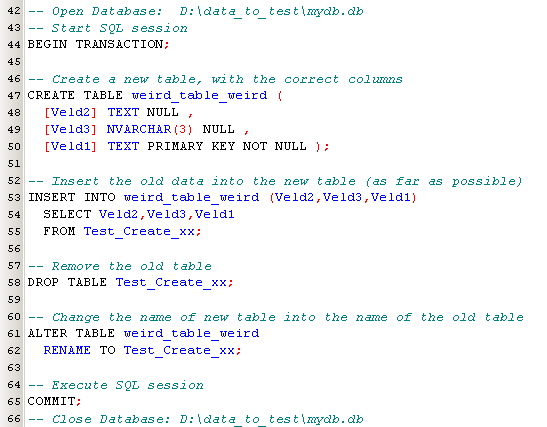 42 -- Open Database:  D:\data_to_test\mydb.db
43 -- Start SQL session
44 BEGIN TRANSACTION;
45
46 -- Create a new table, with the correct columns
47 CREATE TABLE weird_table_weird (
48   [Veld2] TEXT NULL ,
49   [Veld3] NVARCHAR(3) NULL ,
50   [Veld1] TEXT PRIMARY KEY NOT NULL );
51
52 -- Insert the old data into the new table (as far as possible)
53 INSERT INTO weird_table_weird (Veld2,Veld3,Veld1)
54   SELECT Veld2,Veld3,Veld1
55   FROM Test_Create_xx;
56
57 -- Remove the old table
58 DROP TABLE Test_Create_xx;
59
60 -- Change the name of new table into the name of the old table
61 ALTER TABLE weird_table_weird
62   RENAME TO Test_Create_xx;
63
64 -- Execute SQL session
65 COMMIT;
66 -- Close Database: D:\data_to_test\mydb.db